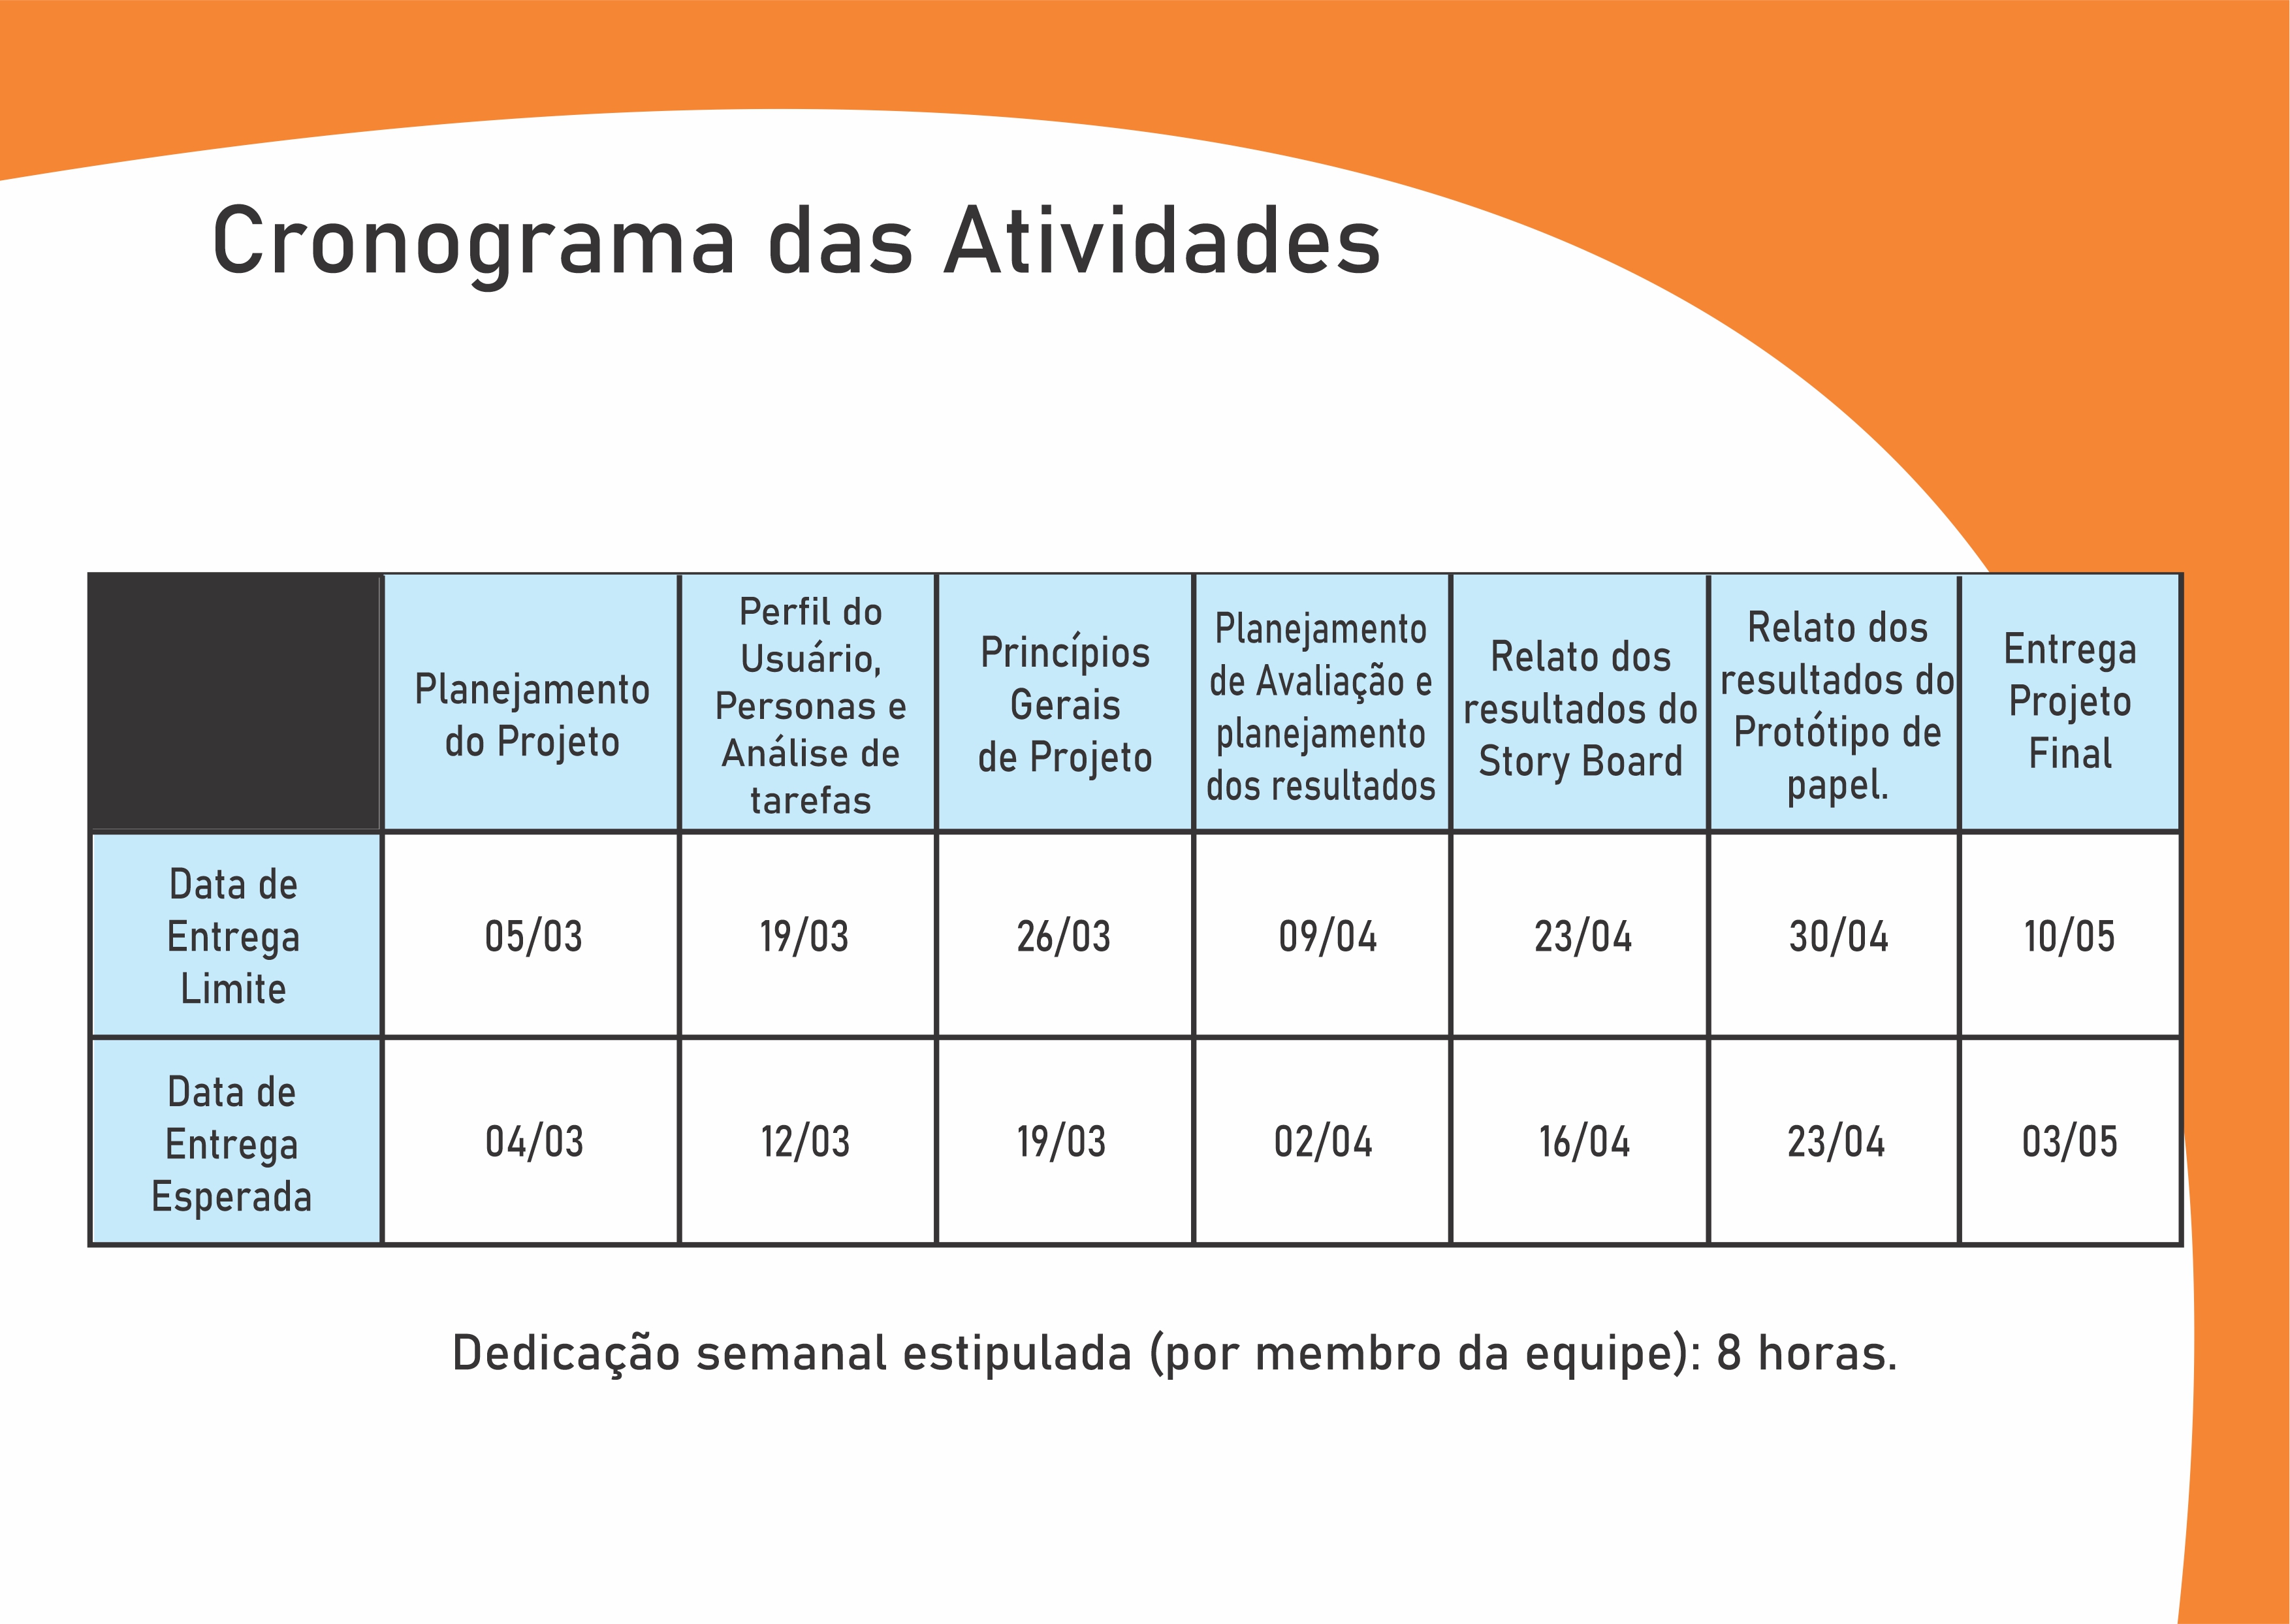 Cronograma das Atividades
Planejamento
do Projeto
Perfil do
Usuário,
Personas e
Análise de
tarefas
Princípios
Gerais
de Projeto
Planejamento
de Avaliação e
planejamento
dos resultados
Relato dos
resultados do
Story Board
Relato dos
resultados do
Protótipo de
papel.
Entrega
Projeto
Final
Data de
Entrega
Limite
05/03
19/03
26/03
09/04
23/04
30/04
10/05
Data de
Entrega
Esperada
04/03
12/03
19/03
02/04
16/04
23/04
03/05
Dedicação semanal estipulada (por membro da equipe): 8 horas.